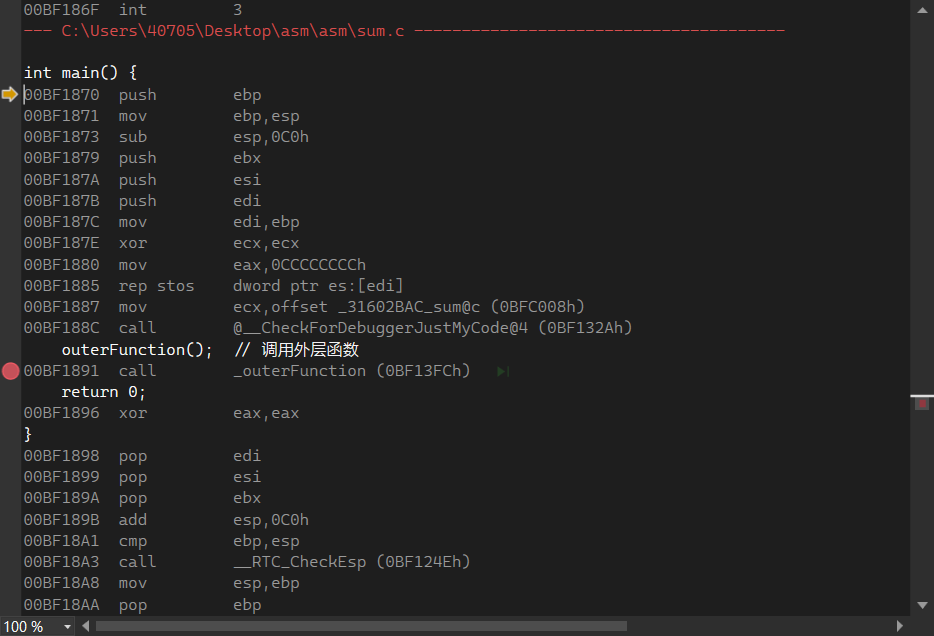 00BF186F  int         3
--- C:\Users\40705\Desktop\asm\asm\sum.c ---------------------------------------
int main() {
00BF1870  push        ebp
00BF1871  mov         ebp,esp
00BF1873  sub         esp,0C0h
00BF1879  push        ebx
00BF187A  push        esi
00BF187B  push        edi
00BF187C  mov         edi,ebp
00BF187E  xor         ecx,ecx
00BF1880  mov         eax,0CCCCCCCCh
00BF1885  rep stos    dword ptr es:[edi]
00BF1887  mov         ecx,offset _31602BAC_sum@c (0BFC008h)
00BF188C  call        @__CheckForDebuggerJustMyCode@4 (0BF132Ah)
    outerFunction();  // 调用外层函数
00BF1891  call        _outerFunction (0BF13FCh)
    return 0;
00BF1896  xor         eax,eax
}
00BF1898  pop         edi
00BF1899  pop         esi
00BF189A  pop         ebx
00BF189B  add         esp,0C0h
00BF18A1  cmp         ebp,esp
00BF18A3  call        __RTC_CheckEsp (0BF124Eh)
00BF18A8  mov         esp,ebp
00BF18AA  pop         ebp
100 %